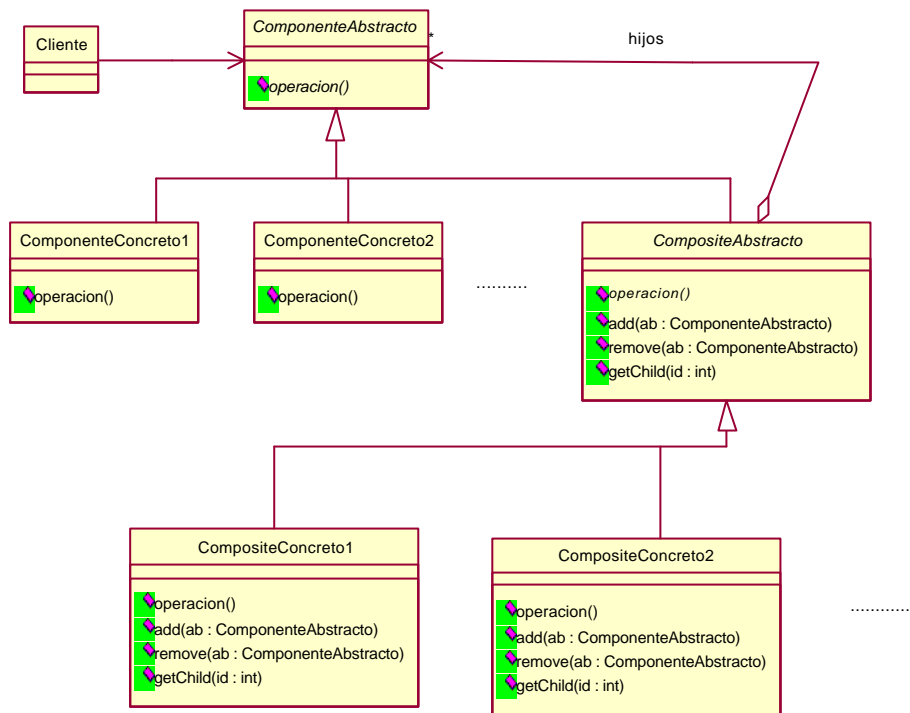 ComponenteAbstracto
*
hijos
Cliente
operacion()
ComponenteConcreto1
operacion()
ComponenteConcreto2
operacion()
..........
CompositeAbstracto
operacion()
add(ab : ComponenteAbstracto)
remove(ab : ComponenteAbstracto)
getChild(id : int)
CompositeConcreto1
operacion()
add(ab : ComponenteAbstracto)
remove(ab : ComponenteAbstracto)
getChild(id : int)
CompositeConcreto2
operacion()
add(ab : ComponenteAbstracto)
remove(ab : ComponenteAbstracto)
getChild(id : int)
............